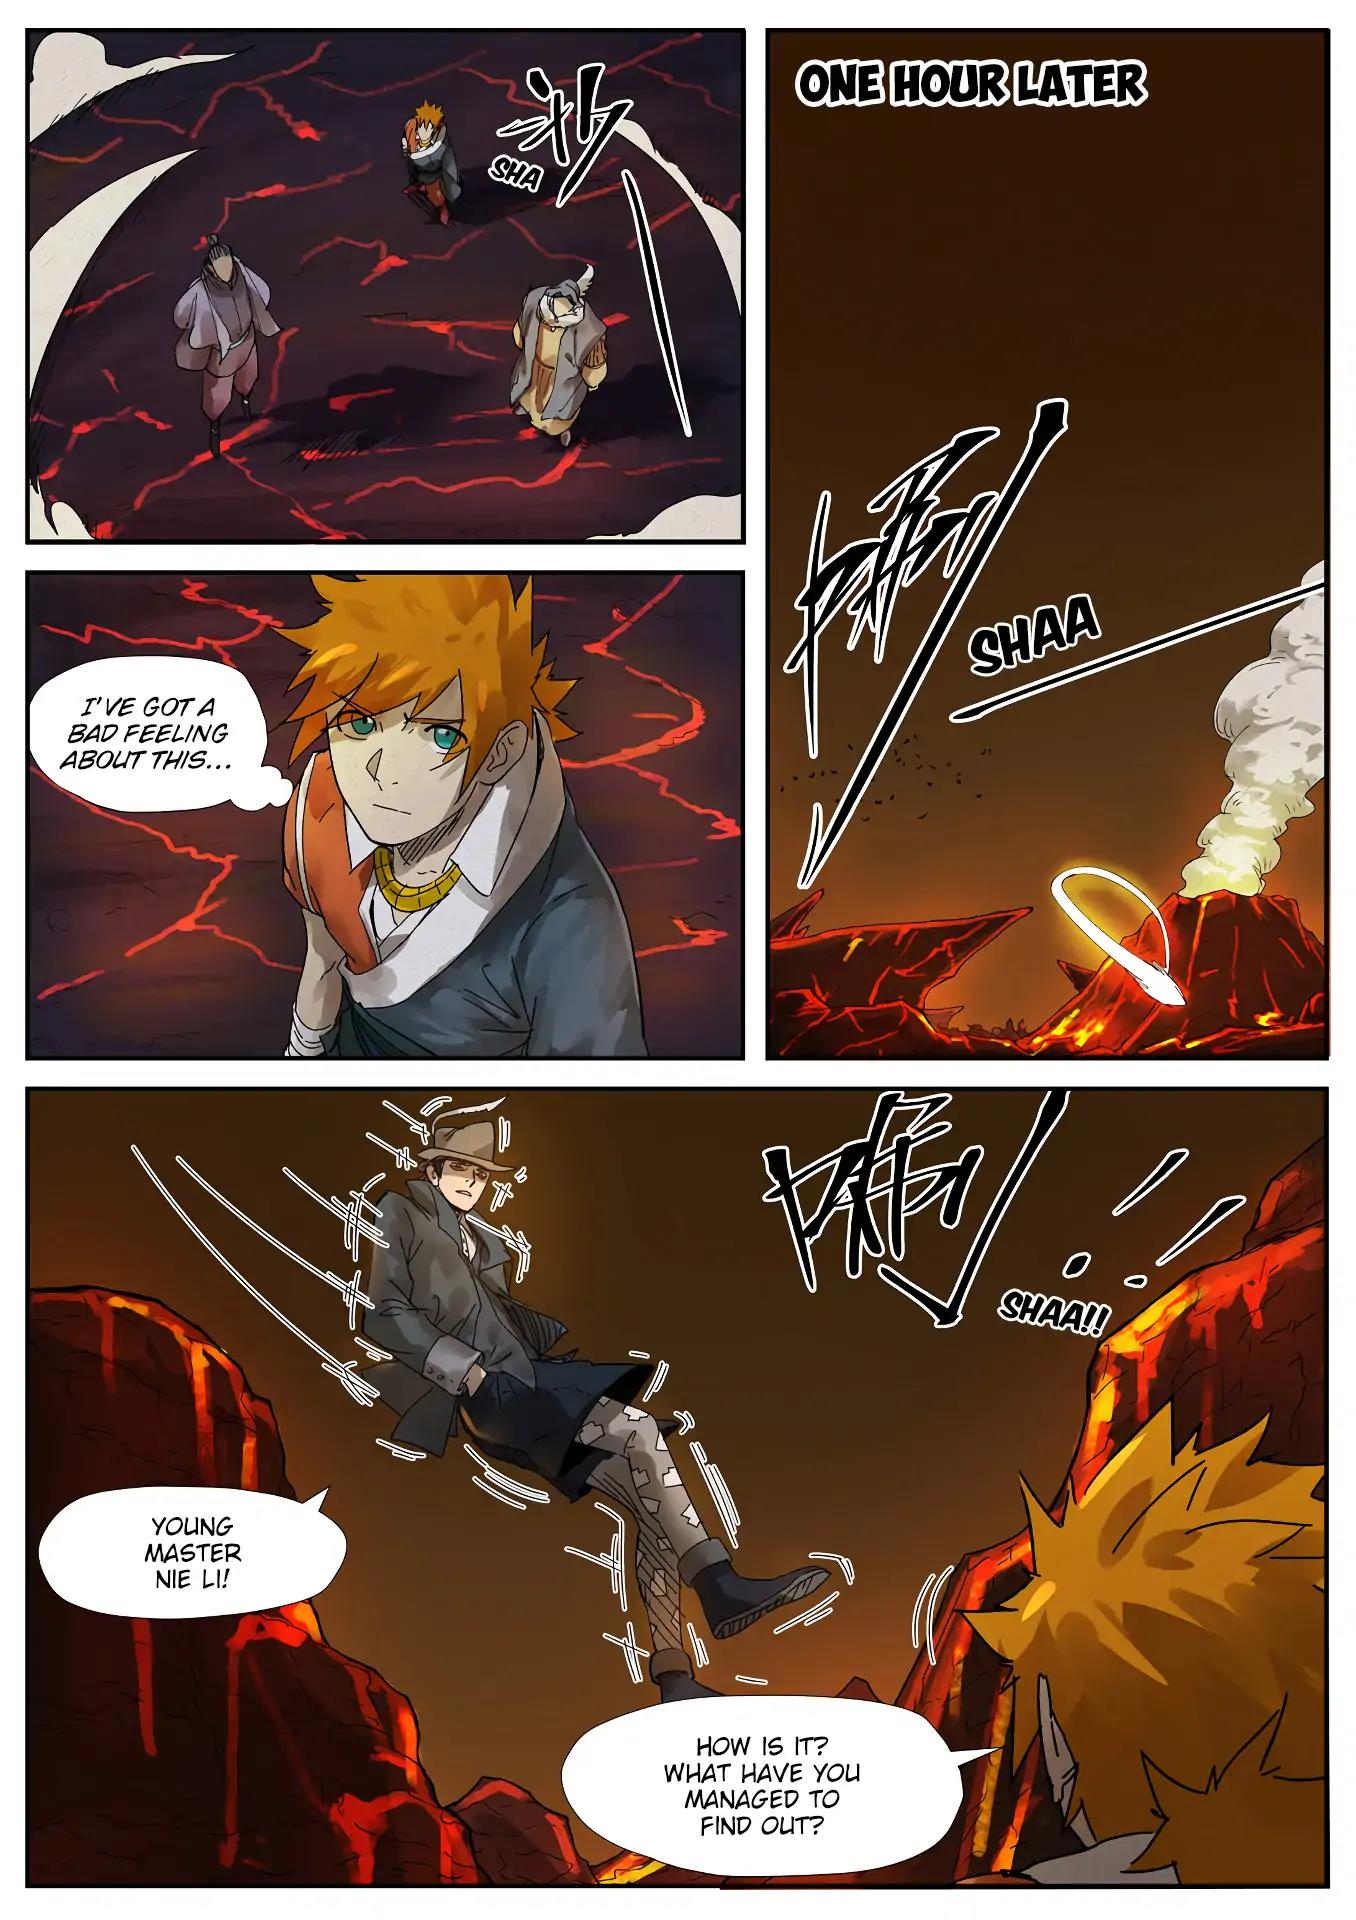 SHA
I'VE GOT A
BAD FEELING
ABOUT THIS...
ONE HOUR LATER
SHAA
唰
SHAA!!
YOUNG
MASTER
NIE LI!
HOW IS IT?
WHAT HAVE YOU
MANAGED TO
FIND OUT?